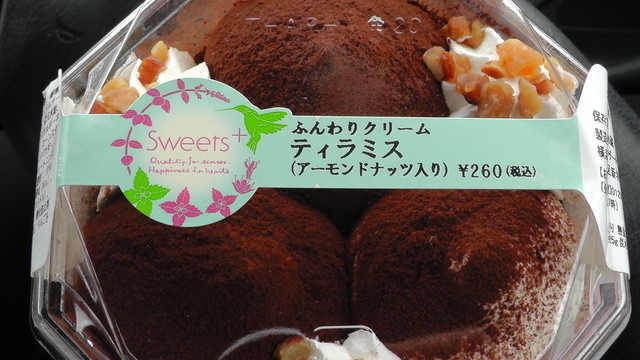 Sweets+
Quality for senses.
Happiness to hearts.
ふんわりクリーム
ティラミス
(アーモンドナッツ入り) ¥260(税込)